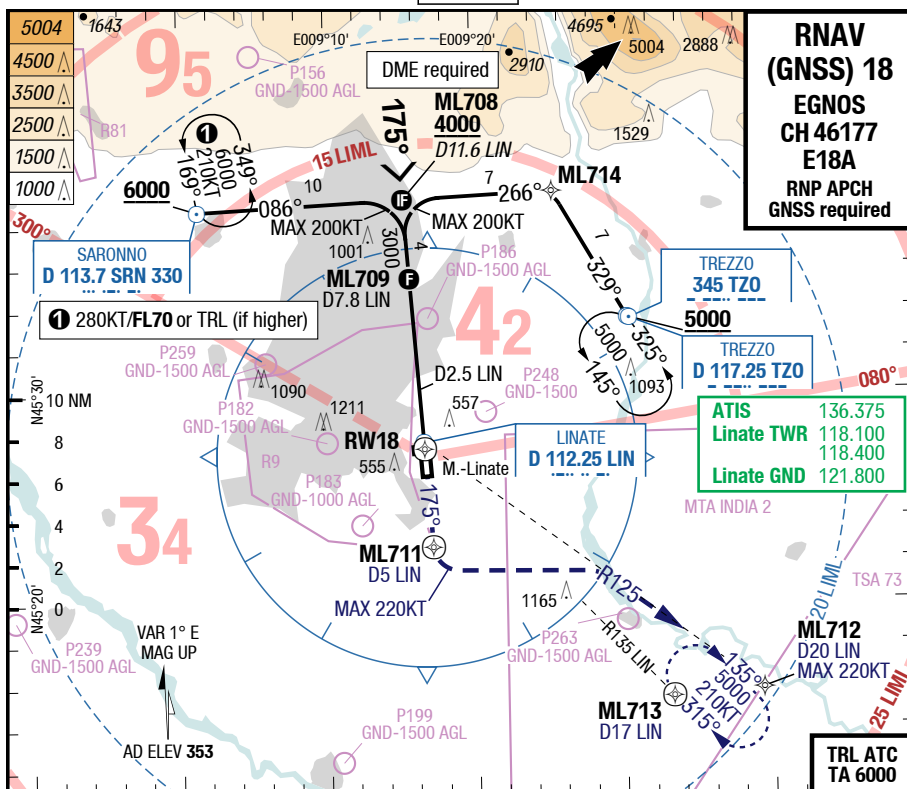 5004
4500
3500
2500
1500
1000
1643
E009°10'
E009°20'
4695
5004
2888
2910
1529
95
P156
GND-1500 AGL
R81
DME required
RNAV
(GNSS) 18
EGNOS
CH 46177
E18A
RNP APCH
GNSS required
175°
ML708
4000
D11.6 LIN
15 LIML
1
169°
6000
210KT
349°
6000
10
086°
IF
7
266°
ML714
MAX 200KT
MAX 200KT
1001
4
3000
7
329°
300°
SARONNO
D 113.7 SRN 330
ML709
F
D7.8 LIN
P186
GND-1500 AGL
TREZZO
345 TZO
5000
1 280KT/FL70 or TRL (if higher)
42
TREZZO
D 117.25 TZO
5000
325°
145°
1093
080°
P259
GND-1500 AGL
1090
D2.5 LIN
P248
GND-1500
N45°30'
10 NM
8
6
4
2
0
N45°20'
P182
GND-1500 AGL
1211
557
RW18
R9
555
M.-Linate
LINATE
D 112.25 LIN
ATIS 136.375
Linate TWR 118.100
118.400
Linate GND 121.800
P183
GND-1000 AGL
175°
MTA INDIA 2
34
ML711
D5 LIN
MAX 220KT
R125
1165
R135 LIN
20 LIML
TSA 73
P239
GND-1500 AGL
VAR 1° E
MAG UP
P263
GND-1500 AGL
ML712
D20 LIN
MAX 220KT
135°
5000
210KT
315°
ML713
D17 LIN
25 LIML
P199
GND-1500 AGL
AD ELEV 353
TRL ATC
TA 6000